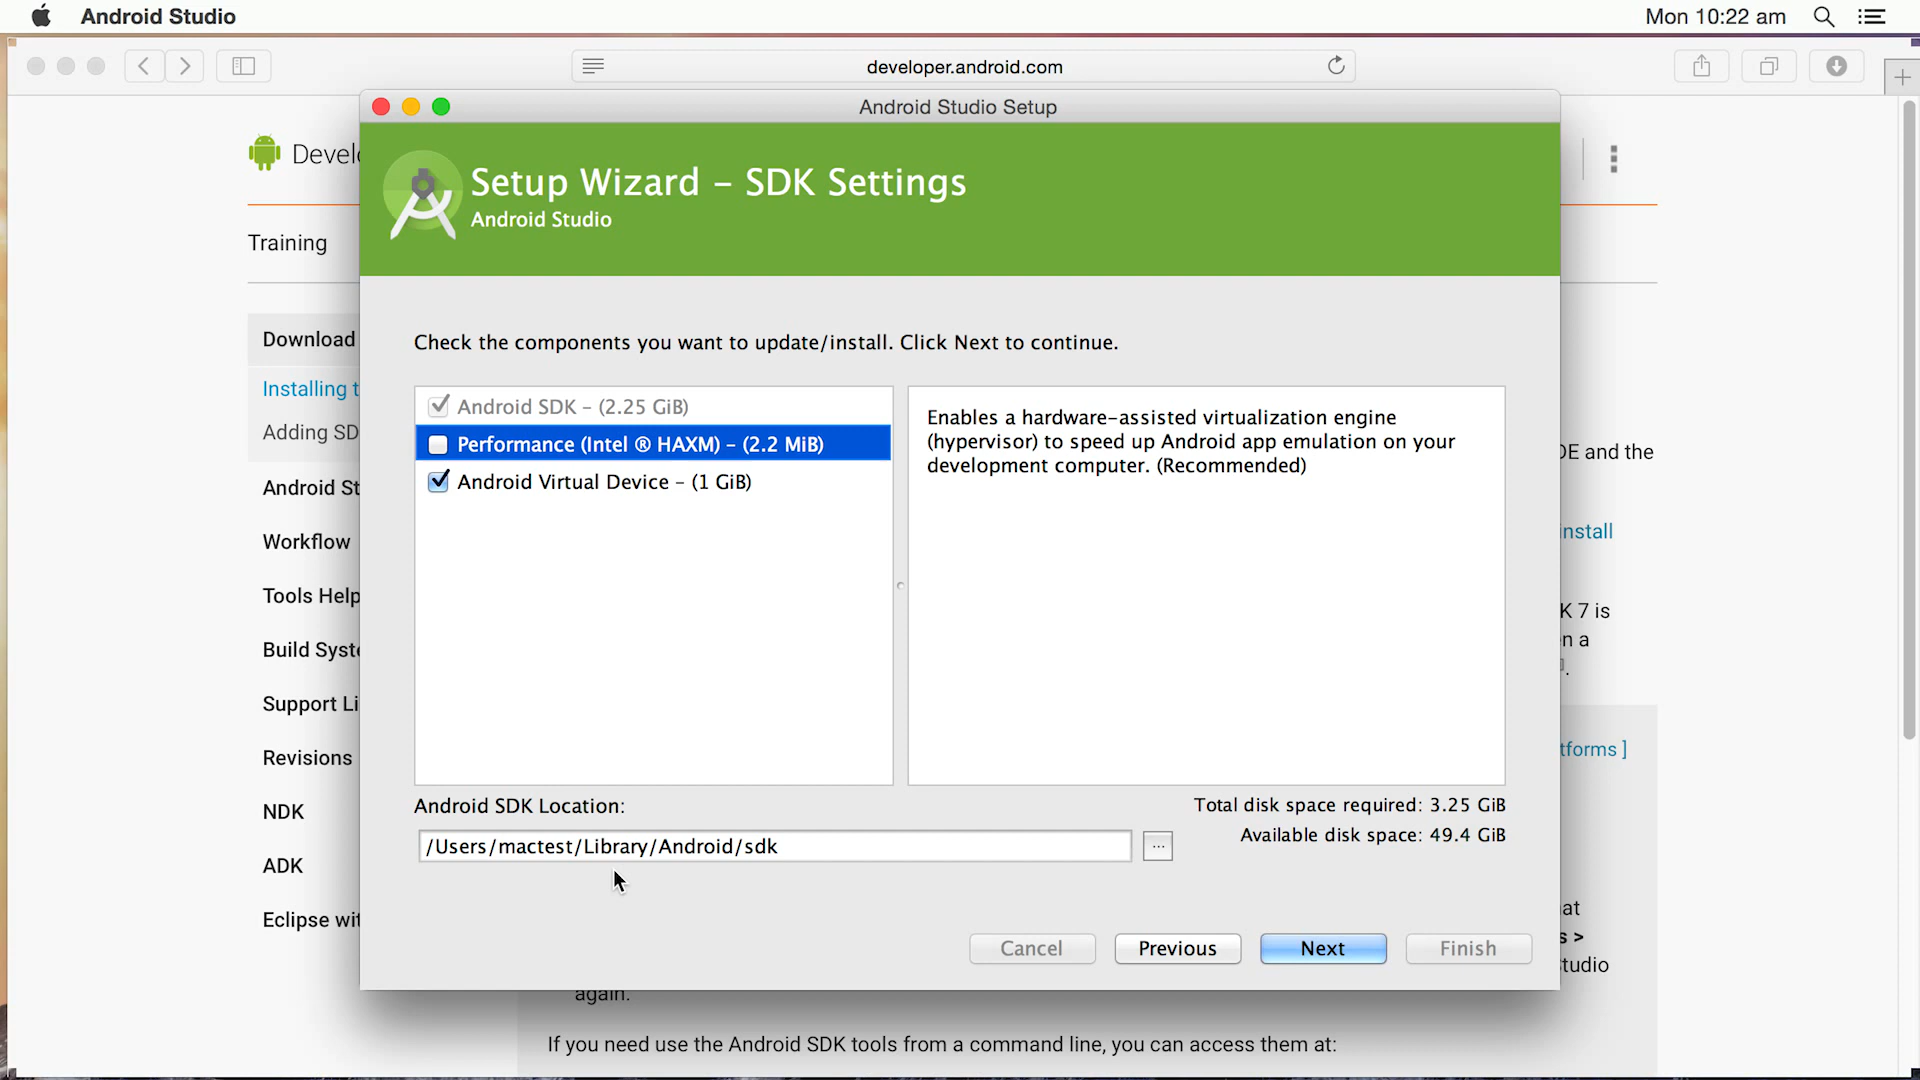 Android Studio
Mon 10:22 am
developer.android.com
Android Studio Setup
Develo
Setup Wizard – SDK Settings
Android Studio
Training
Check the components you want to update/install. Click Next to continue.
Download
Installing t
Adding SD
Android St
Workflow
Tools Help
Build Syste
Support Li
Revisions
NDK
ADK
Eclipse wit
Android SDK – (2.25 GiB)
Performance (Intel ® HAXM) – (2.2 MiB)
Android Virtual Device – (1 GiB)
Enables a hardware-assisted virtualization engine
(hypervisor) to speed up Android app emulation on your
development computer. (Recommended)
DE and the
install
K 7 is
n a
tforms ]
at
s >
tudio
Android SDK Location:
Total disk space required: 3.25 GiB
Available disk space: 49.4 GiB
/Users/mactest/Library/Android/sdk
...
Cancel
Previous
Next
Finish
again.
If you need use the Android SDK tools from a command line, you can access them at: